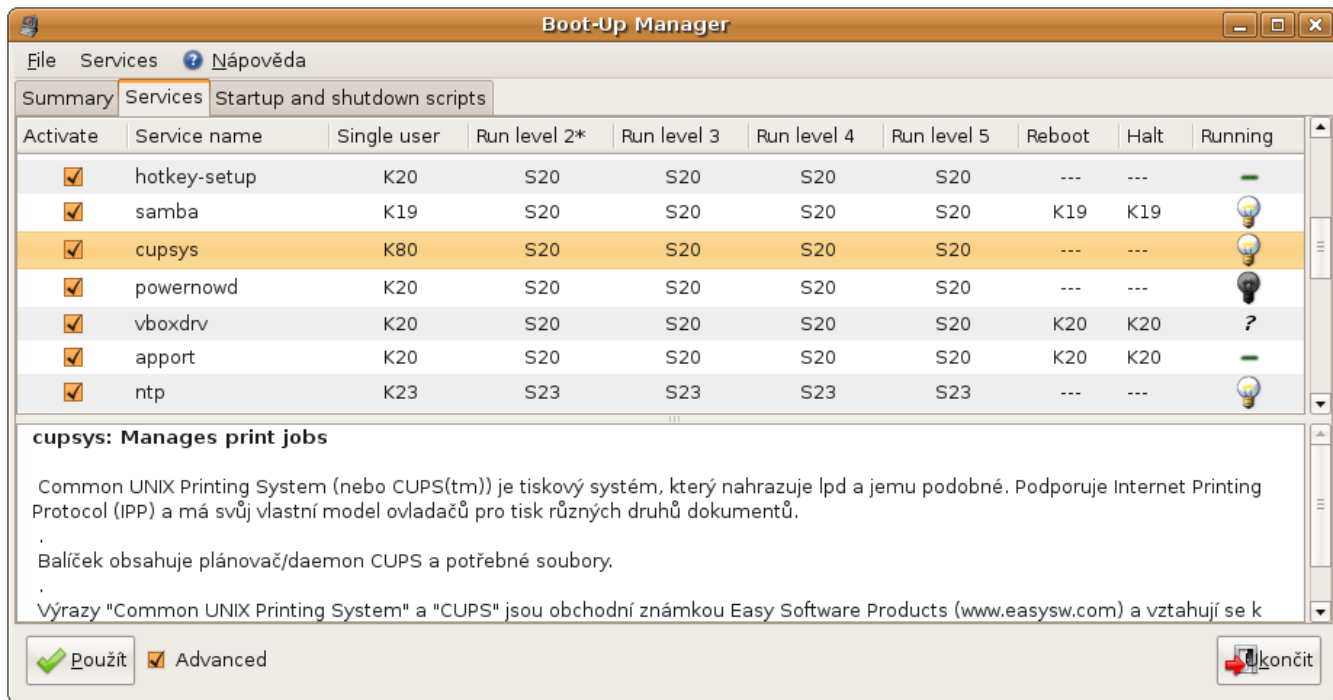 Boot-Up Manager
File Services Nápověda
Summary Services Startup and shutdown scripts
Activate Service name Single user Run level 2* Run level 3 Run level 4 Run level 5 Reboot Halt Running
hotkey-setup K20 S20 S20 S20 S20 --- --- –
samba K19 S20 S20 S20 S20 K19 K19
cupsys K80 S20 S20 S20 S20 --- ---
powernowd K20 S20 S20 S20 S20 --- ---
vboxdrv K20 S20 S20 S20 S20 K20 K20 ?
apport K20 S20 S20 S20 S20 K20 K20 –
ntp K23 S23 S23 S23 S23 --- ---
cupsys: Manages print jobs
Common UNIX Printing System (nebo CUPS(tm)) je tiskový systém, který nahrazuje lpd a jemu podobné. Podporuje Internet Printing
Protocol (IPP) a má svůj vlastní model ovladačů pro tisk různých druhů dokumentů.
.
Balíček obsahuje plánovač/daemon CUPS a potřebné soubory.
.
Výrazy "Common UNIX Printing System" a "CUPS" jsou obchodní známkou Easy Software Products (www.easysw.com) a vztahují se k
Použít Advanced Ukončit